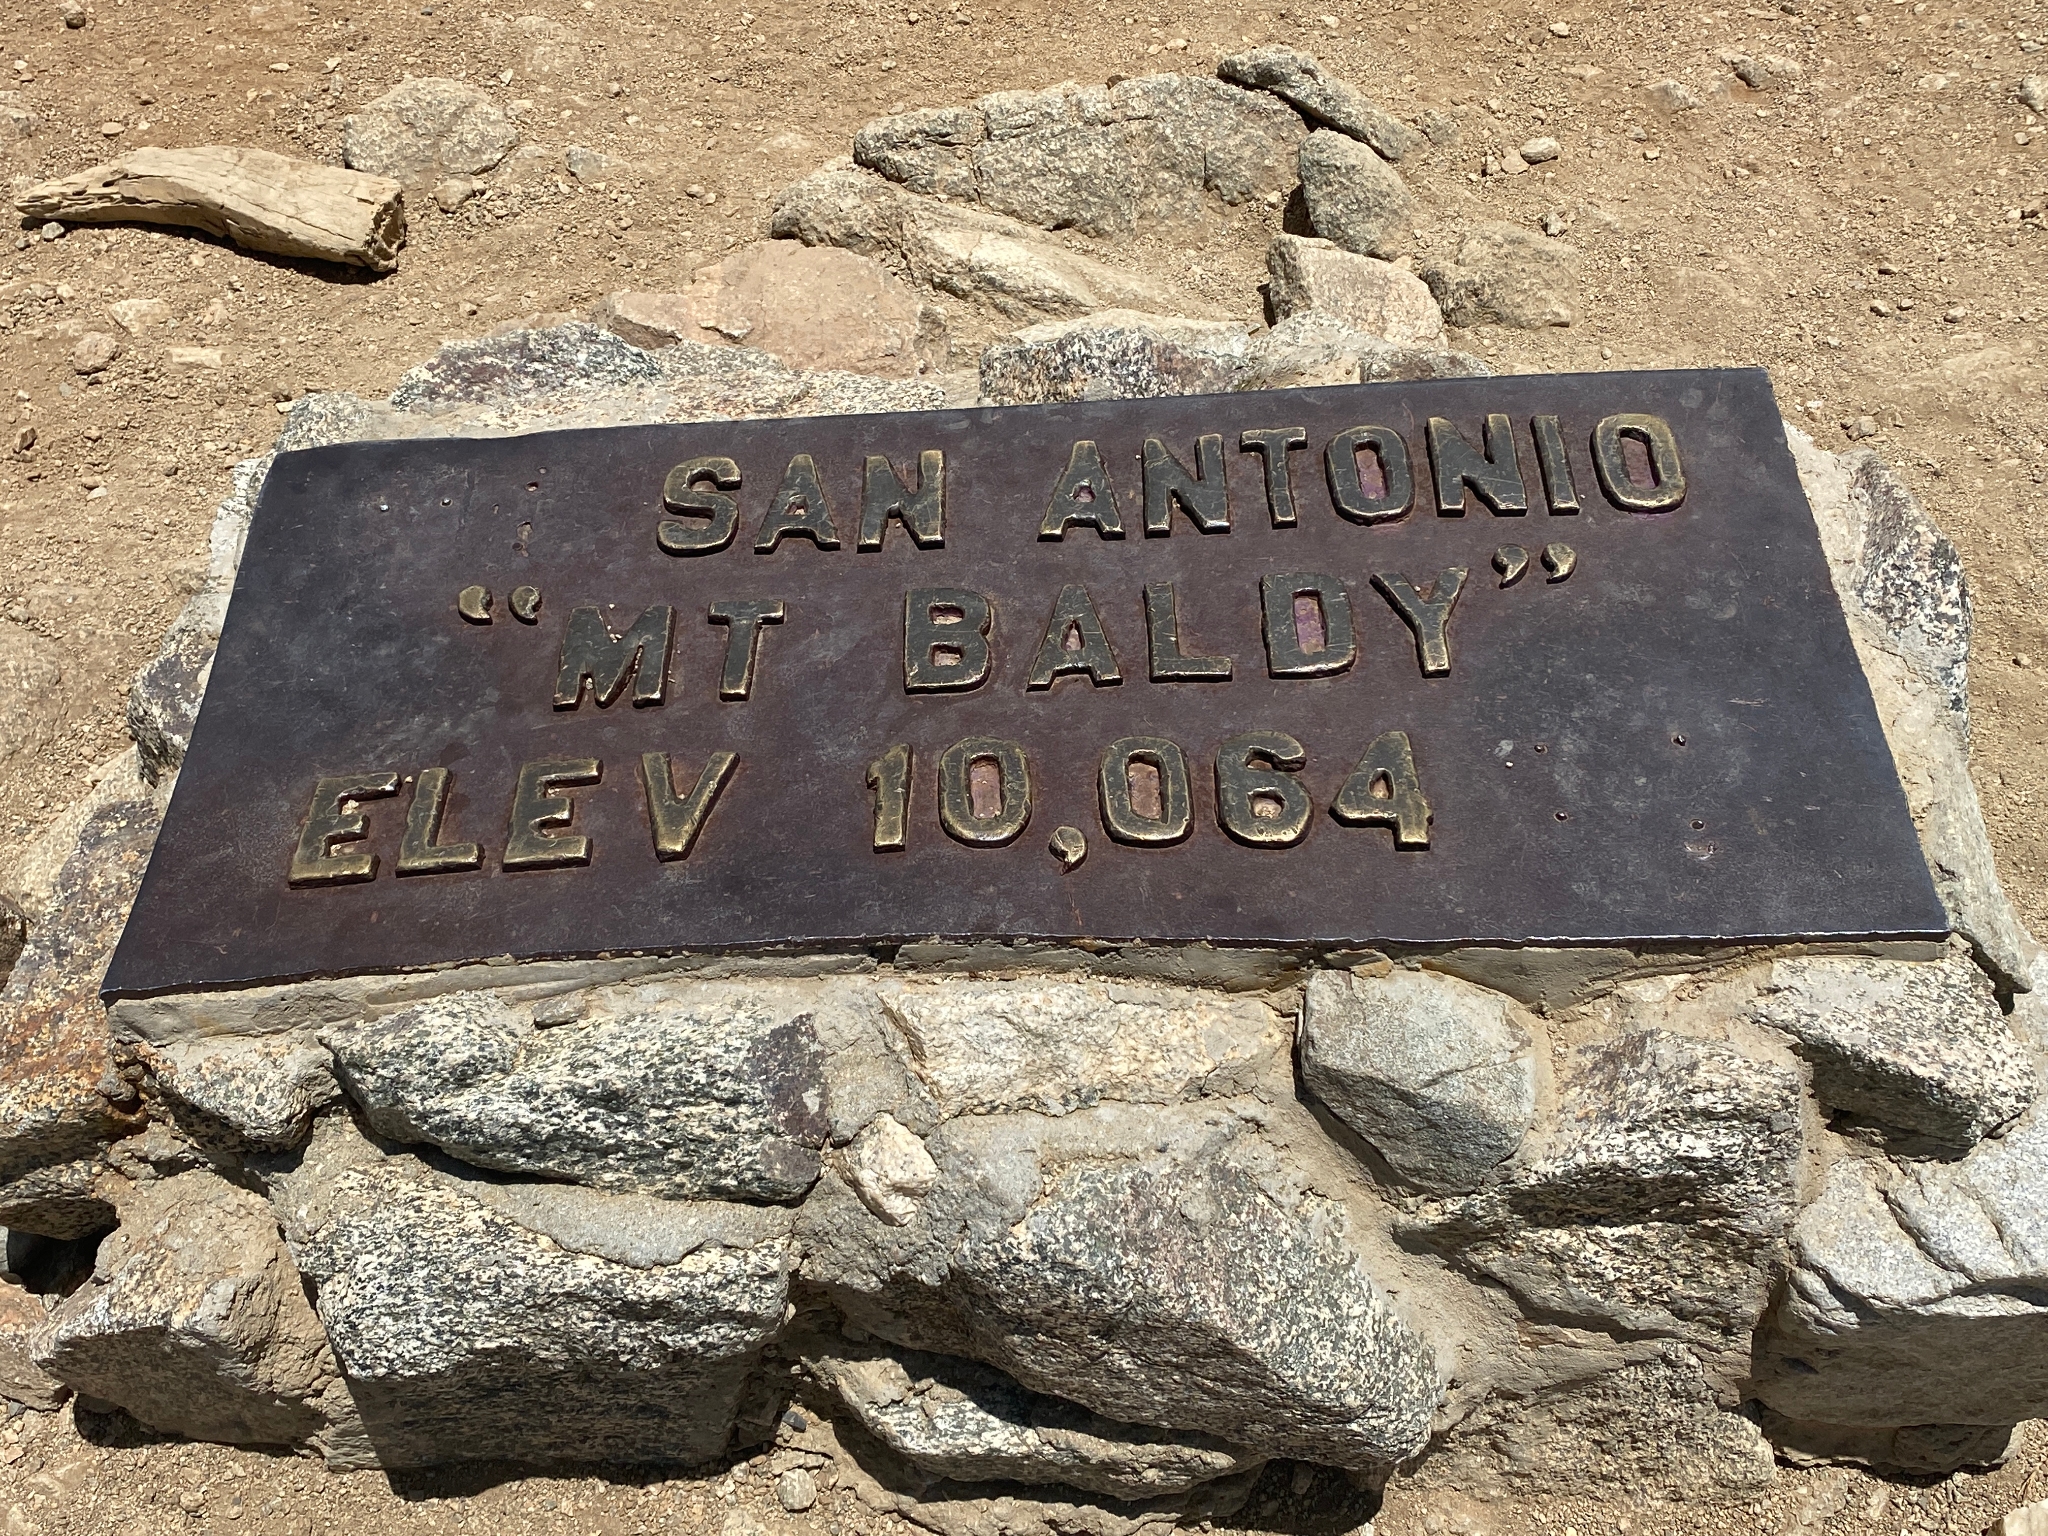 SAN ANTONIO
“MT BALDY”
ELEV 10,064